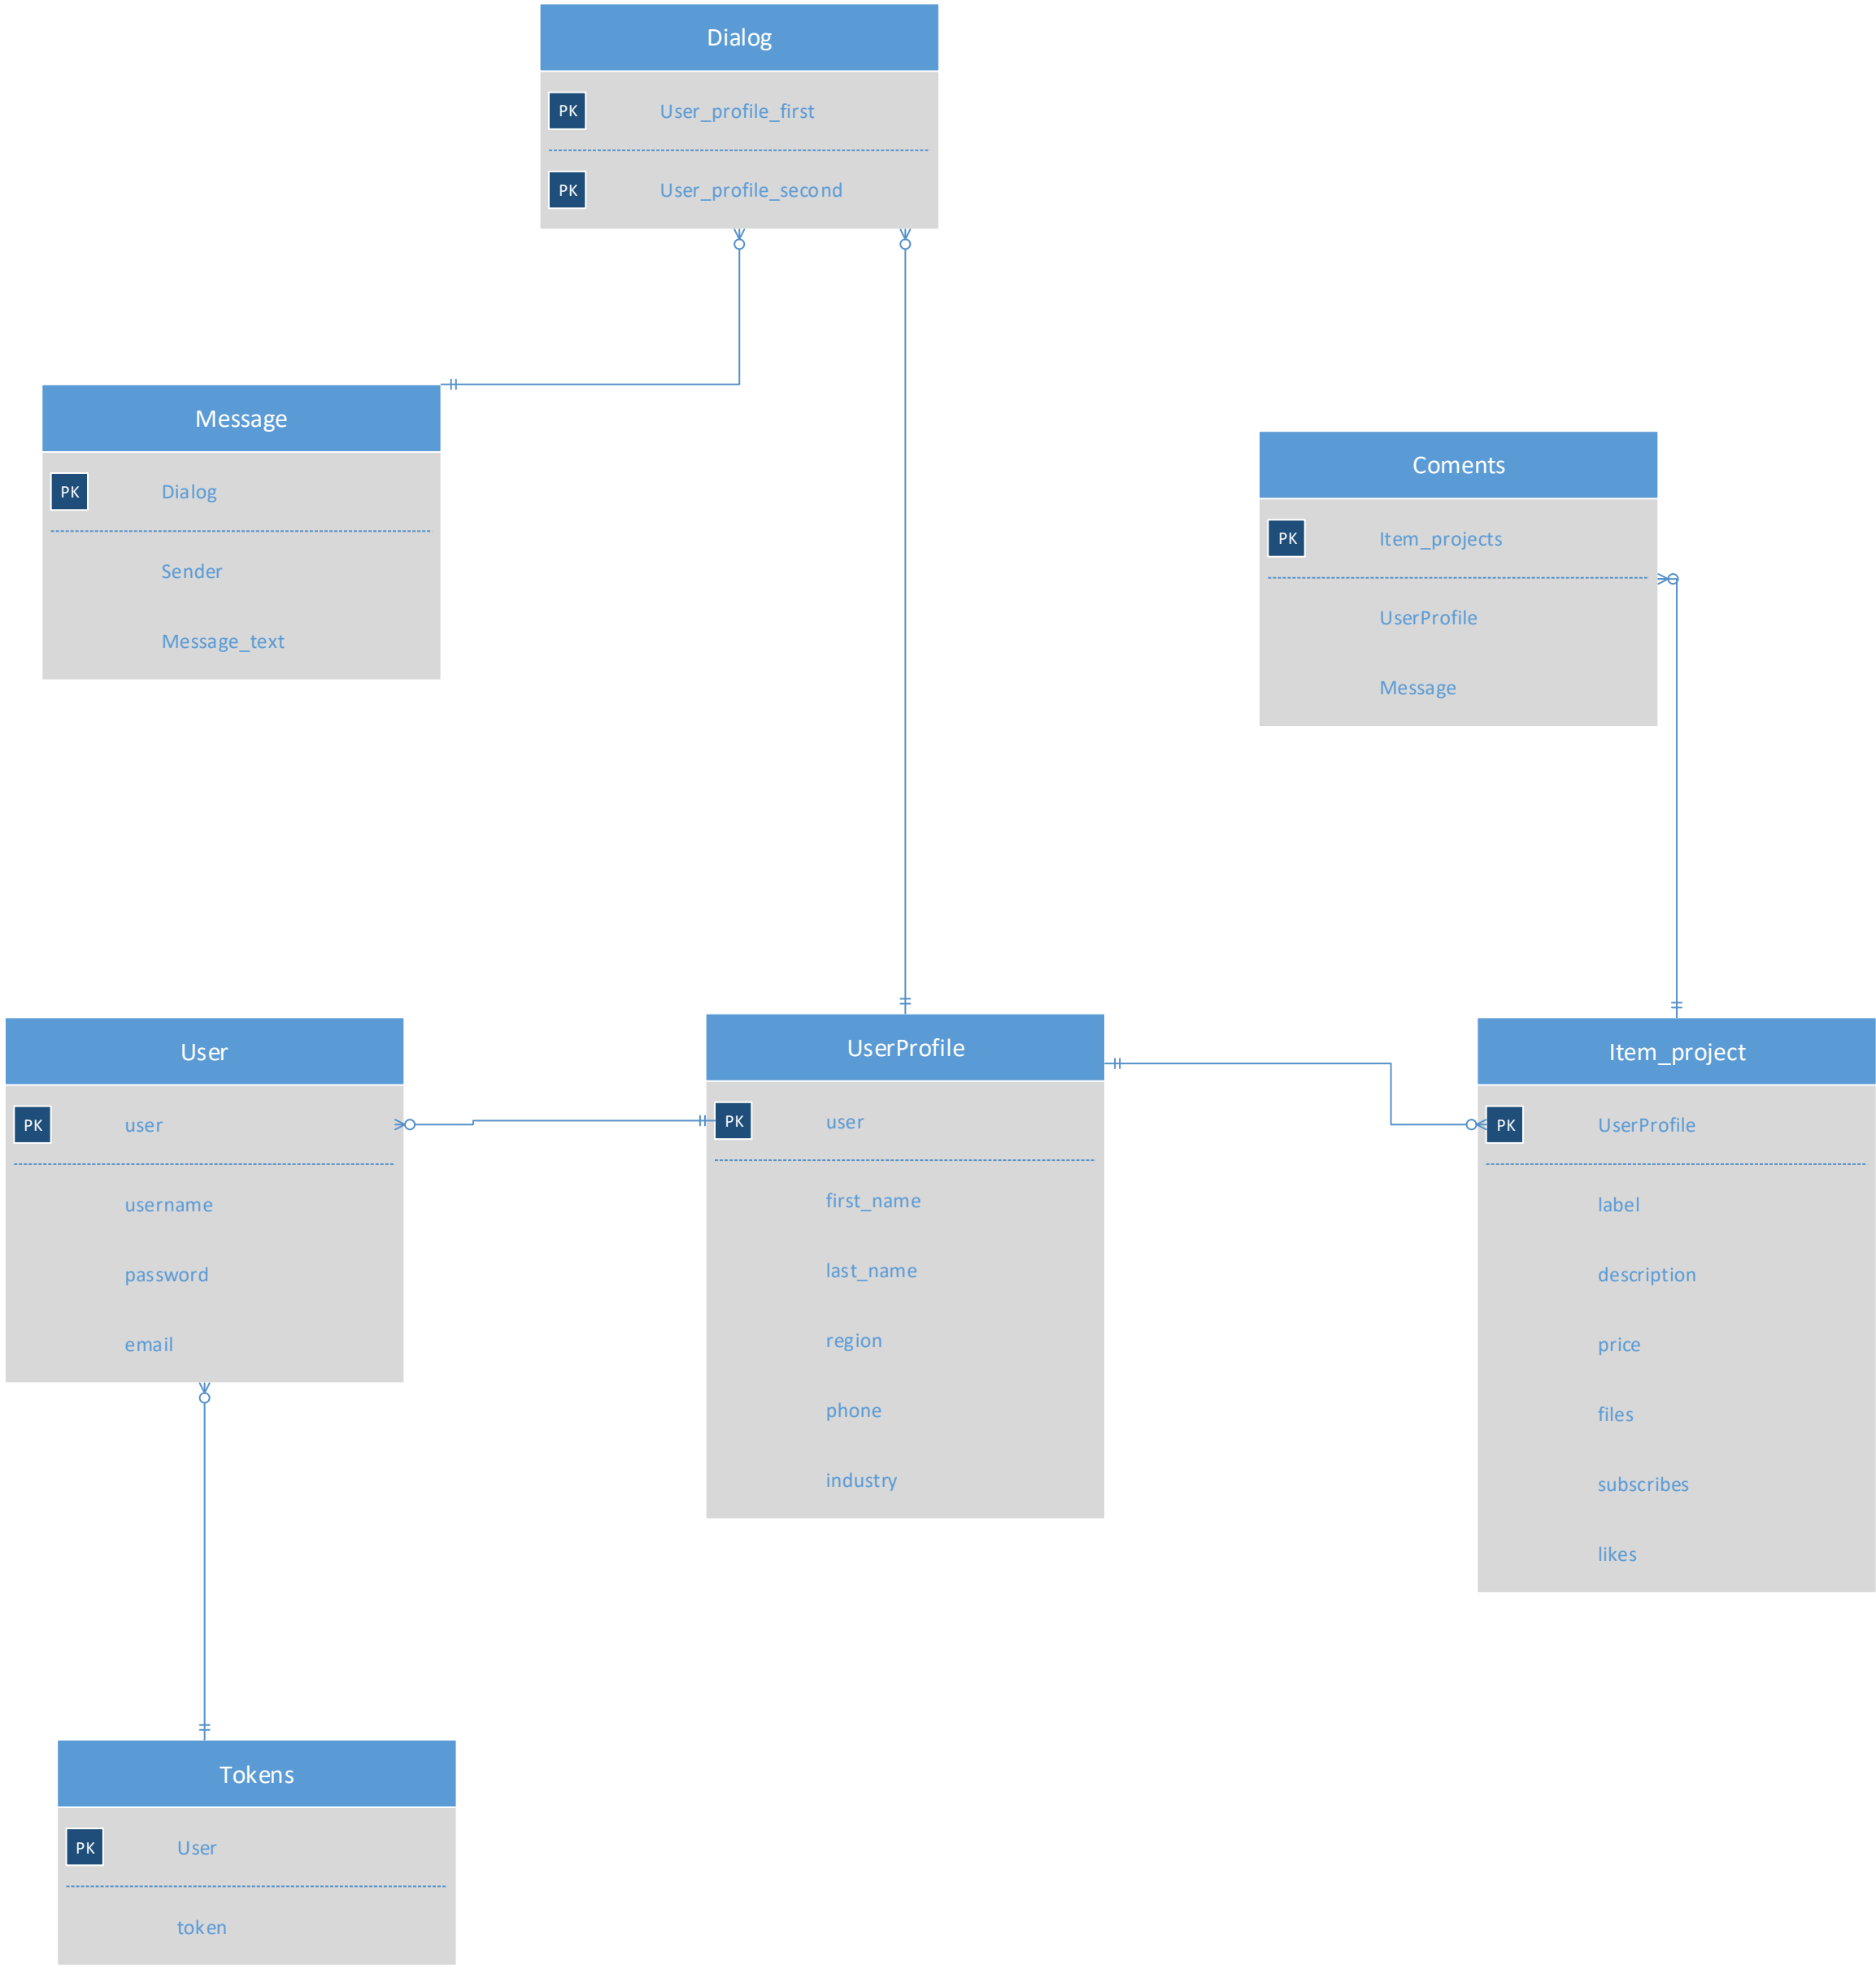 Dialog
PK User_profile_first
PK User_profile_second
Message
PK Dialog
Sender
Message_text
Coments
PK Item_projects
UserProfile
Message
User
PK user
username
password
email
UserProfile
PK user
first_name
last_name
region
phone
industry
Item_project
PK UserProfile
label
description
price
files
subscribes
likes
Tokens
PK User
token